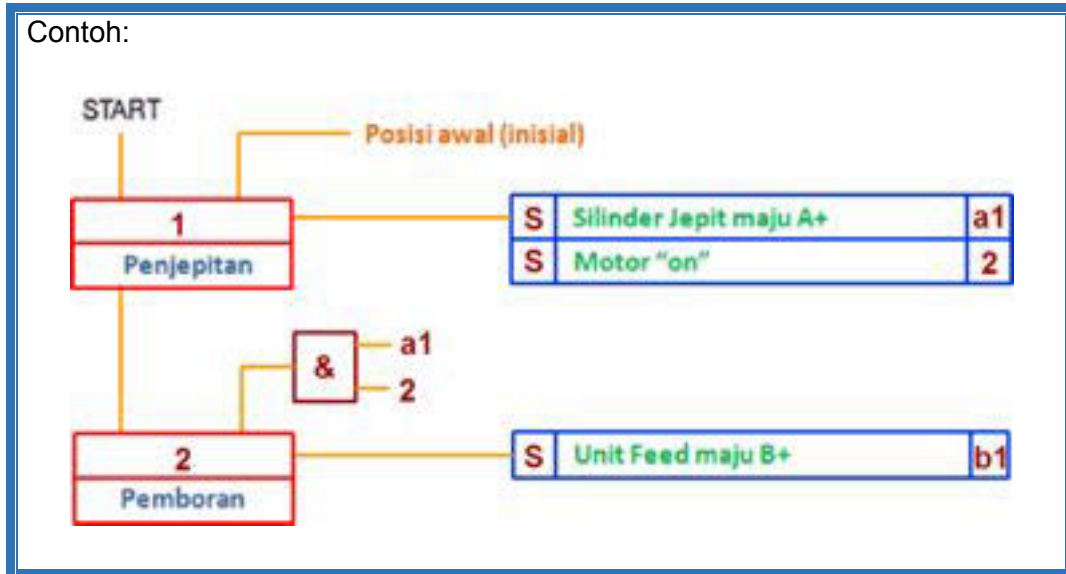 Contoh:
START
Posisi awal (inisial)
1
S Silinder Jepit maju A+ a1
Penjepitan
S Motor "on" 2
& a1
2
2
S Unit Feed maju B+ b1
Pemboran